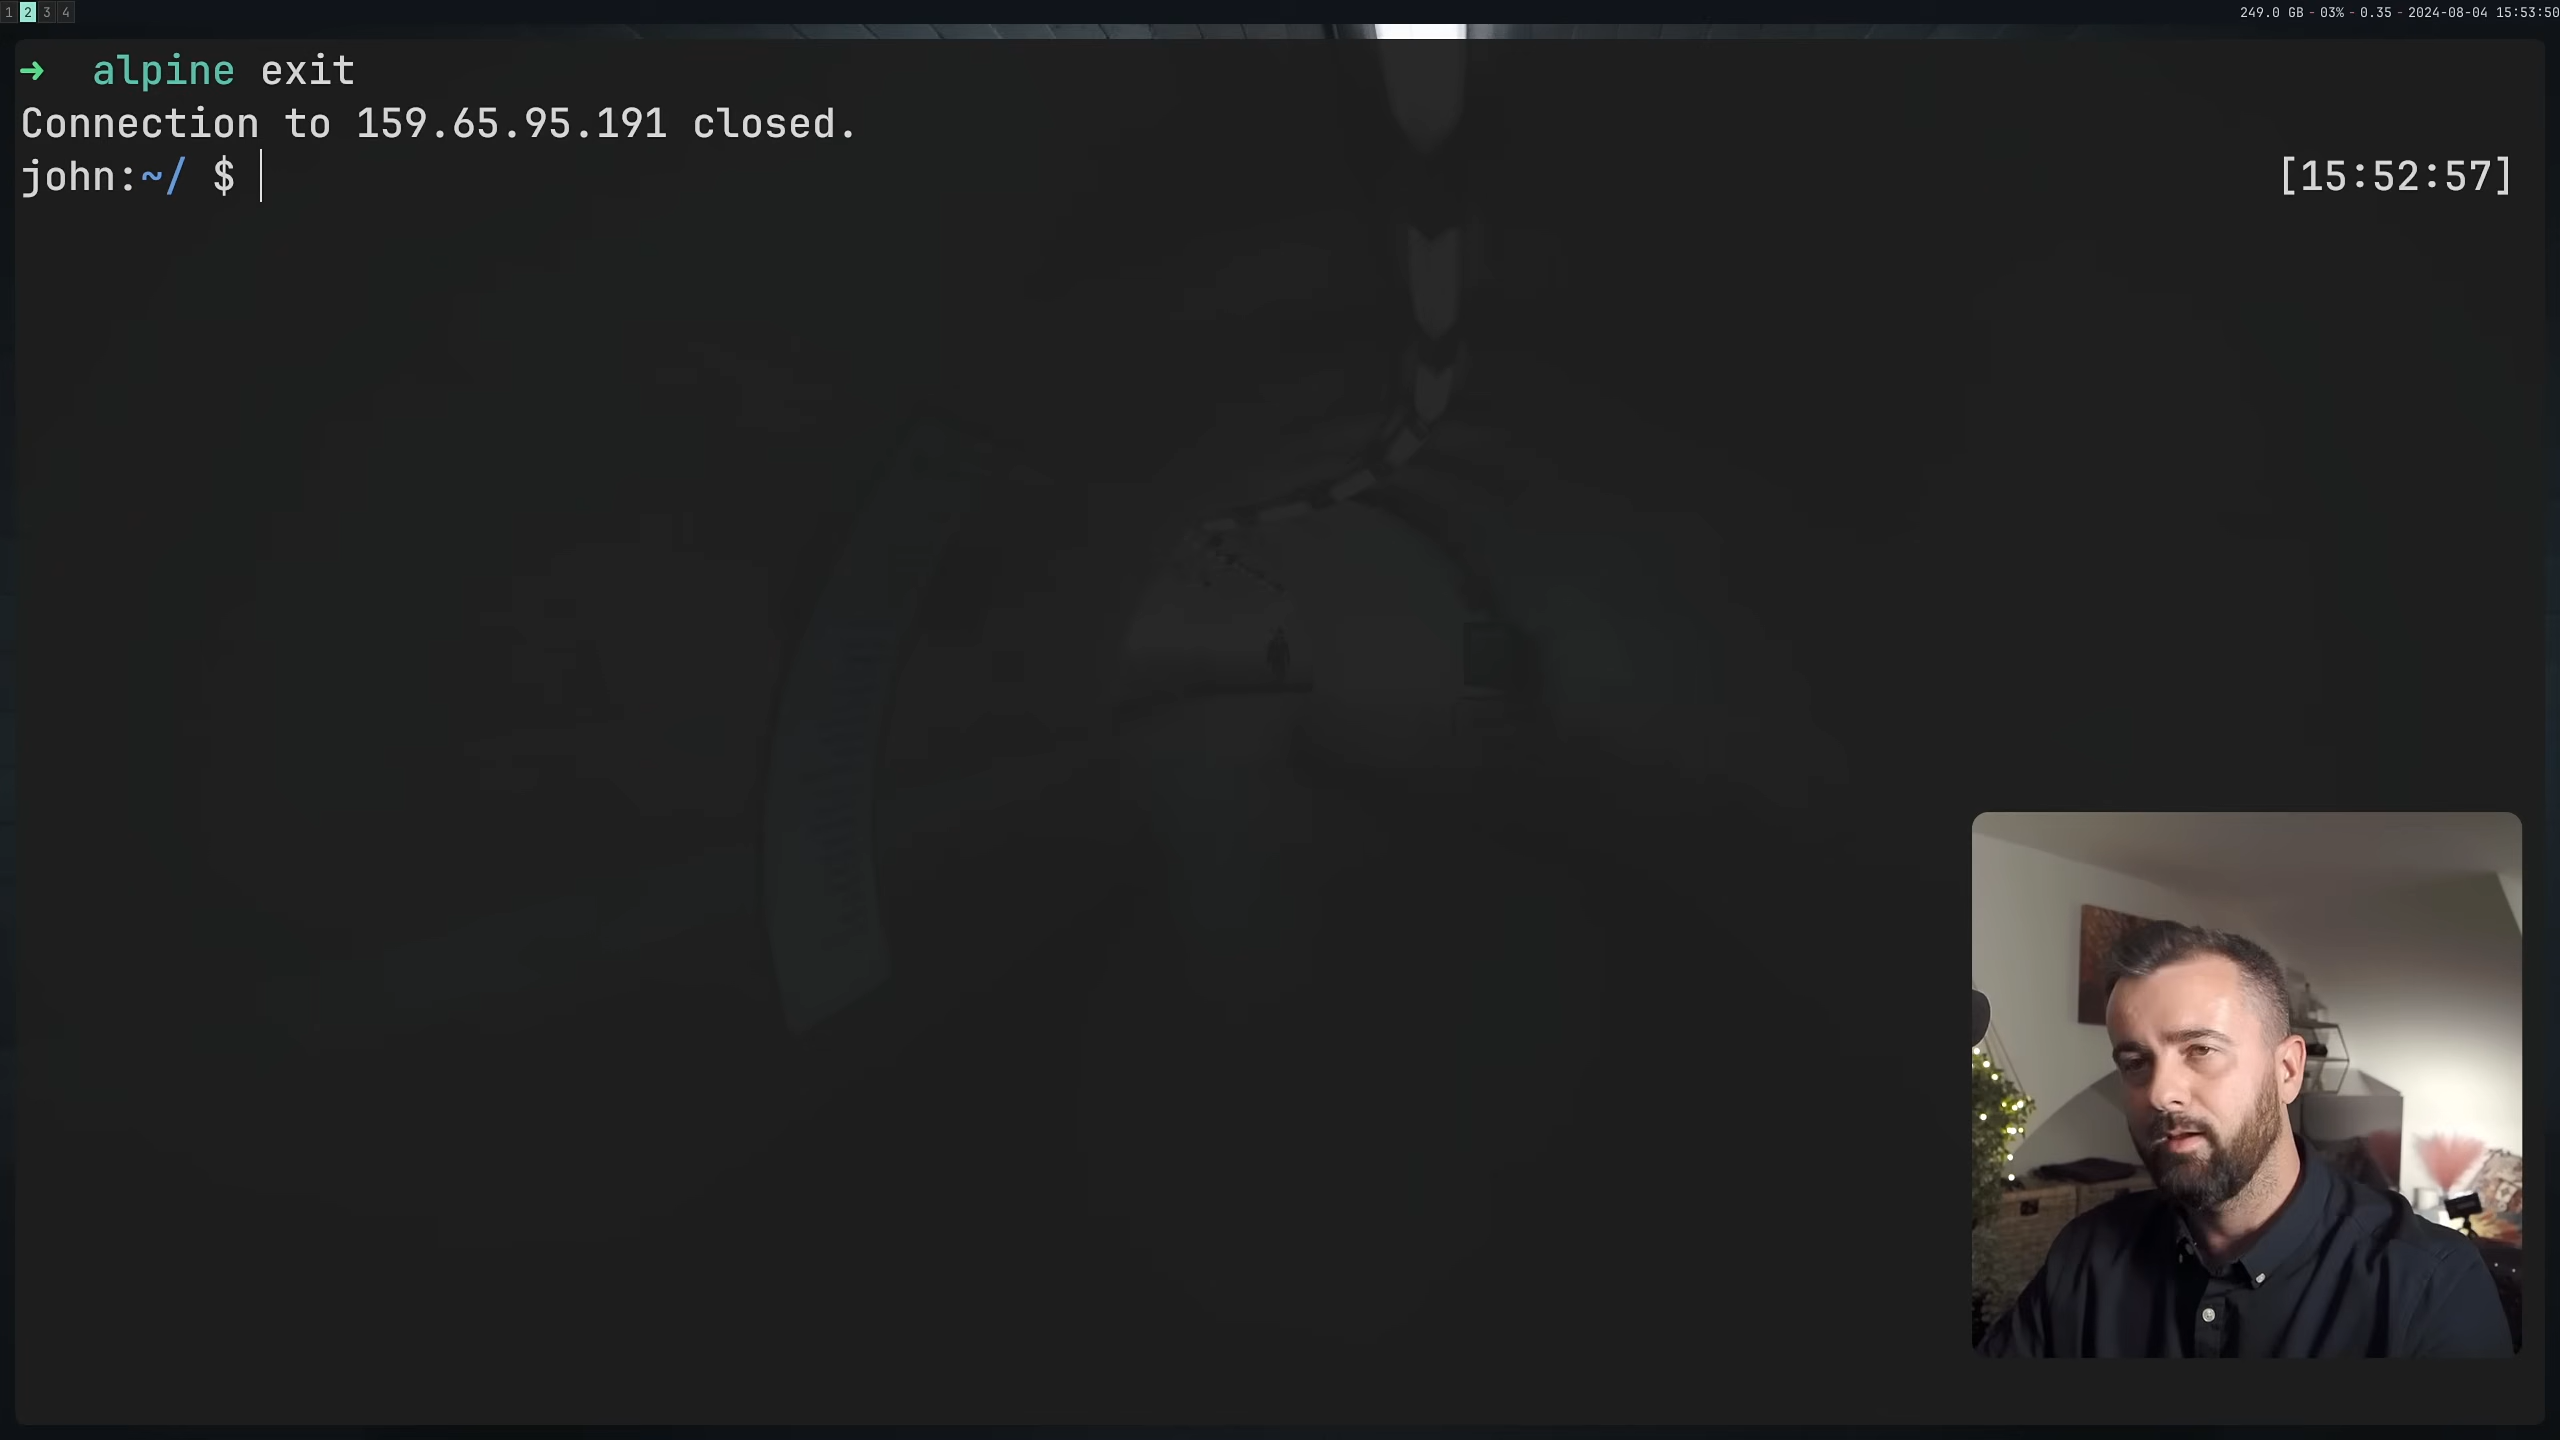 1 2 3 4
249.0 GB - 03% - 0.35 - 2024-08-04 15:53:50
➜ alpine exit
Connection to 159.65.95.191 closed.
john:~/ $ [15:52:57]